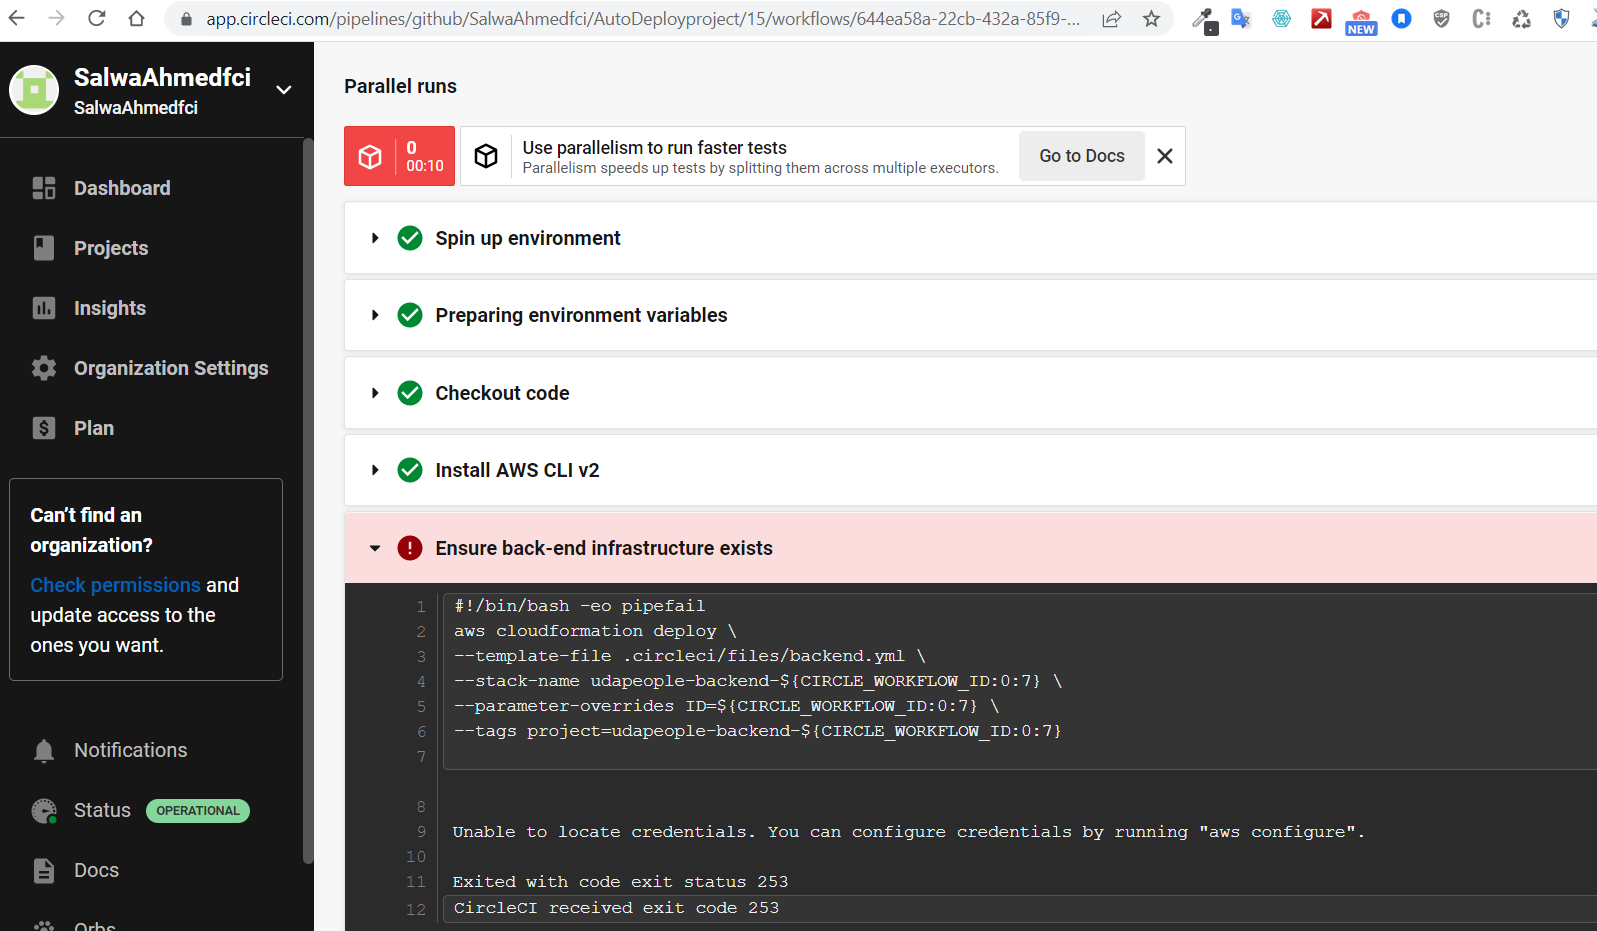 app.circleci.com/pipelines/github/SalwaAhmedfci/AutoDeployproject/15/workflows/644ea58a-22cb-432a-85f9-...
NEW
SalwaAhmedfci
SalwaAhmedfci
Dashboard
Projects
Insights
Organization Settings
Plan
Can't find an
organization?
Check permissions and
update access to the
ones you want.
Notifications
Status OPERATIONAL
Docs
Orbs
Parallel runs
0
00:10
Use parallelism to run faster tests
Parallelism speeds up tests by splitting them across multiple executors.
Go to Docs
Spin up environment
Preparing environment variables
Checkout code
Install AWS CLI v2
Ensure back-end infrastructure exists
1 #!/bin/bash -eo pipefail
2 aws cloudformation deploy \
3 --template-file .circleci/files/backend.yml \
4 --stack-name udapeople-backend-${CIRCLE_WORKFLOW_ID:0:7} \
5 --parameter-overrides ID=${CIRCLE_WORKFLOW_ID:0:7} \
6 --tags project=udapeople-backend-${CIRCLE_WORKFLOW_ID:0:7}
7
8
9 Unable to locate credentials. You can configure credentials by running "aws configure".
10
11 Exited with code exit status 253
12 CircleCI received exit code 253